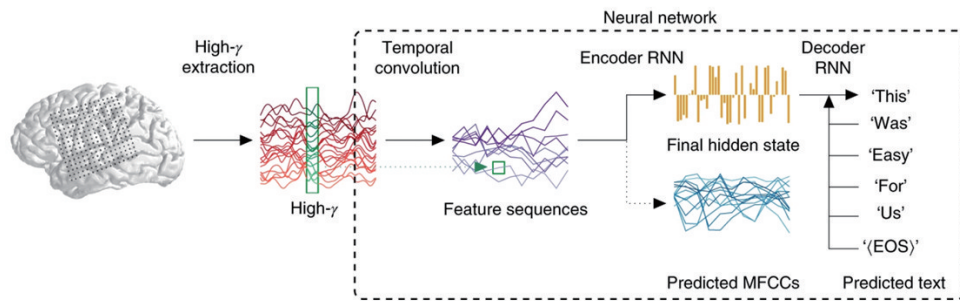 Neural network
High-γ
extraction
Temporal
convolution
Encoder RNN
Decoder
RNN
'This'
'Was'
'Easy'
'For'
'Us'
'⟨EOS⟩'
Final hidden state
High-γ
Feature sequences
Predicted MFCCs
Predicted text